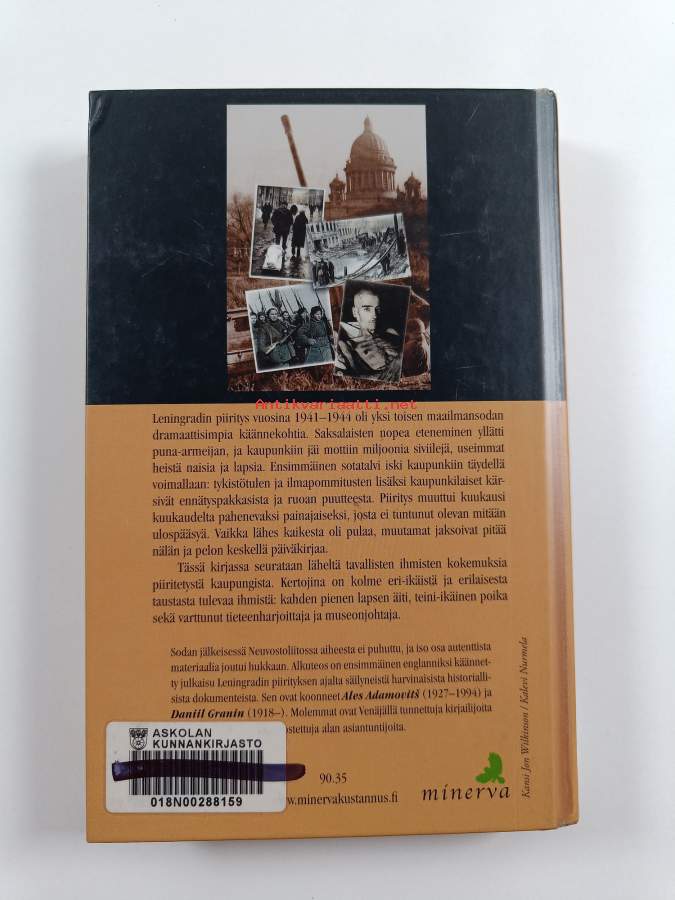 Antikvariaatti.net
Leningradin piiritys vuosina 1941–1944 oli yksi toisen maailmansodan
dramaattisimpia käännekohtia. Saksalaisten nopea eteneminen yllätti
puna-armeijan, ja kaupunkiin jäi mottiin miljoonia siviilejä, useimmat
heistä naisia ja lapsia. Ensimmäinen sotatalvi iski kaupunkiin täydellä
voimallaan: tykistötulen ja ilmapommitusten lisäksi kaupunkilaiset kär-
sivät ennätyspakkasista ja ruoan puutteesta. Piiritys muuttui kuukausi
kuukaudelta pahenevaksi painajaiseksi, josta ei tuntunut olevan mitään
ulospääsyä. Vaikka lähes kaikesta oli pulaa, muutamat jaksoivat pitää
nälän ja pelon keskellä päiväkirjaa.
Tässä kirjassa seurataan läheltä tavallisten ihmisten kokemuksia
piiritetystä kaupungista. Kertojina on kolme eri-ikäistä ja erilaisesta
taustasta tulevaa ihmistä: kahden pienen lapsen äiti, teini-ikäinen poika
sekä varttunut tieteenharjoittaja ja museonjohtaja.
Sodan jälkeisessä Neuvostoliitossa aiheesta ei puhuttu, ja iso osa autenttista
materiaalia joutui hukkaan. Alkuteos on ensimmäinen englanniksi käännet-
ty julkaisu Leningradin piirityksen ajalta säilyneistä harvinaisista historialli-
sista dokumenteista. Sen ovat koonneet Ales Adamovitš (1927–1994) ja
Daniil Granin (1918–). Molemmat ovat Venäjällä tunnettuja kirjailijoita
ostettuja alan asiantuntijoita.
ASKOLAN
KUNNANKIRJASTO
018N00288159
90.35
www.minervakustannus.fi
minerva
Kansi Jon Wilkinson / Kalevi Nurmela